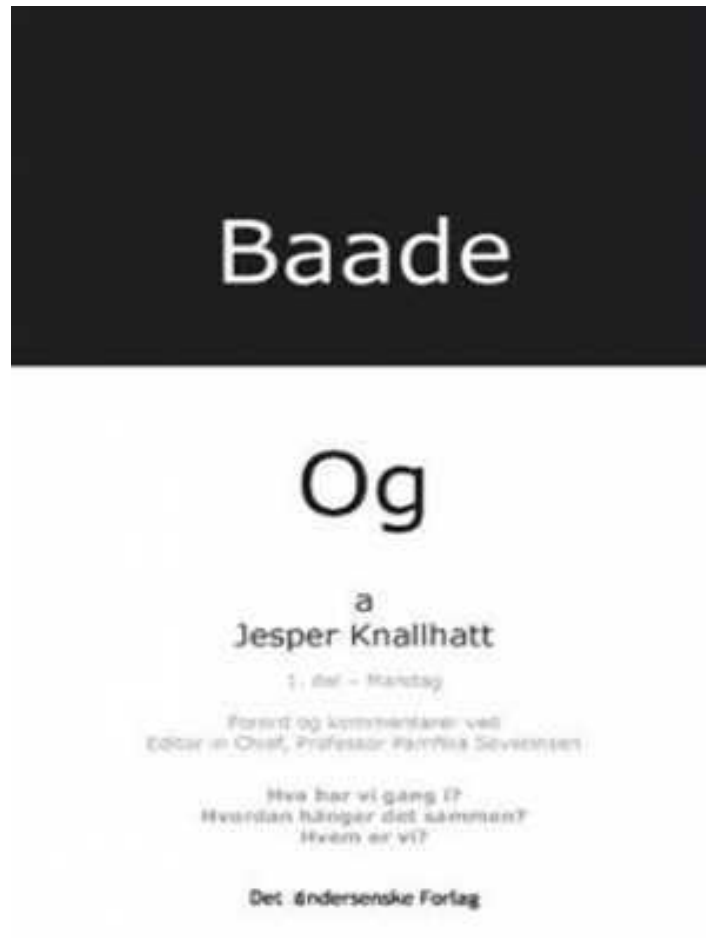 Baade
Og
a
Jesper Knallhatt
1. del – Mandag
Forord og kommentarer ved
Editor in Chief, Professor Severinsen
Hva har vi gang i?
Hvordan hänger det sammen?
Hvem er vi?
Det Andersenske Forlag